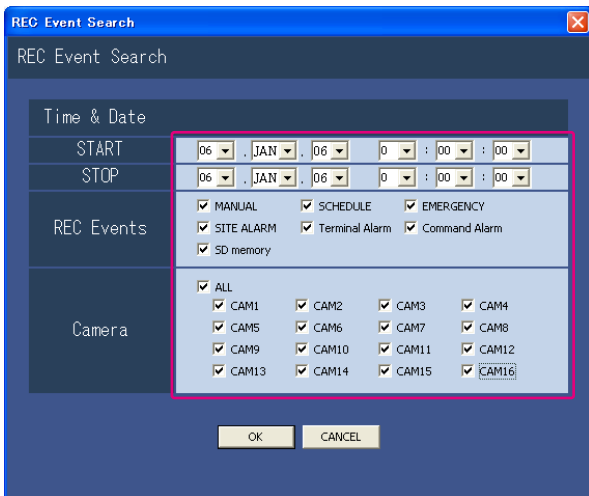 REC Event Search
REC Event Search
Time & Date
START 06 . JAN . 06 0 : 00 : 00
STOP 06 . JAN . 06 0 : 00 : 00
REC Events
MANUAL SCHEDULE EMERGENCY
SITE ALARM Terminal Alarm Command Alarm
SD memory
Camera
ALL
CAM1 CAM2 CAM3 CAM4
CAM5 CAM6 CAM7 CAM8
CAM9 CAM10 CAM11 CAM12
CAM13 CAM14 CAM15 CAM16
OK CANCEL